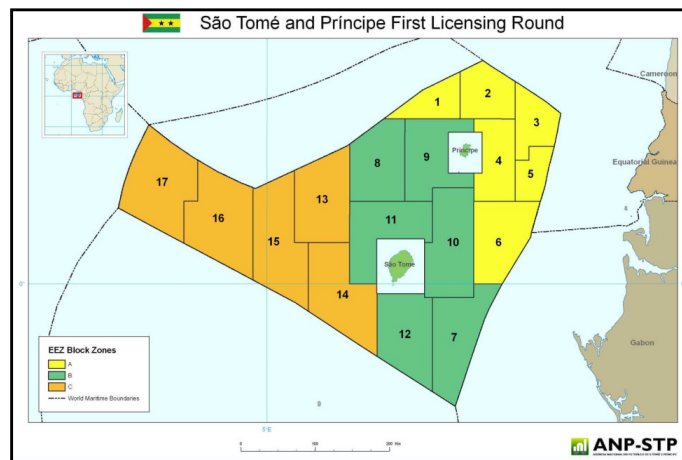 São Tomé and Príncipe First Licensing Round
Cameroon
Equatorial Guinea
Gabon
Príncipe
São Tome
1
2
3
4
5
6
7
8
9
10
11
12
13
14
15
16
17
0°
5°E
EEZ Block Zones
A
B
C
World Maritime Boundaries
0
100
200 Km
ANP-STP